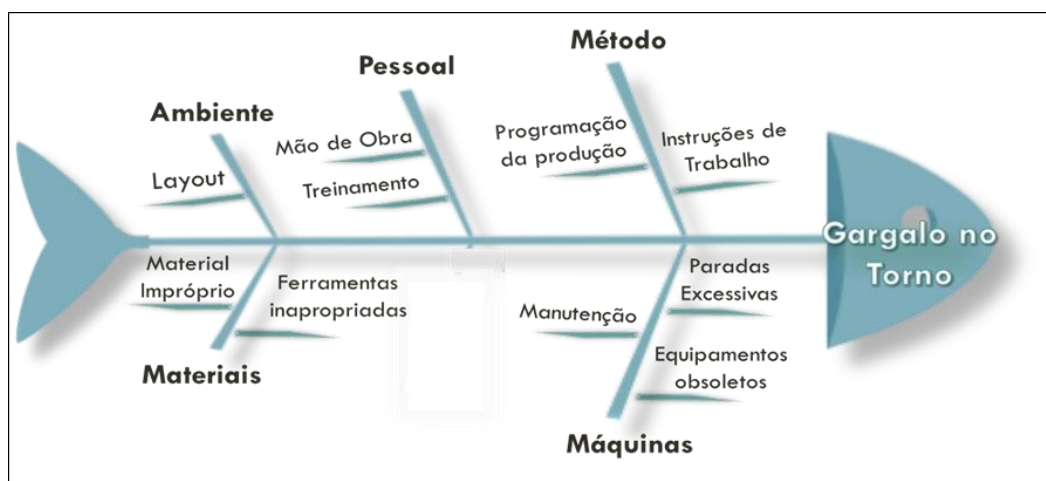 Método
Pessoal
Ambiente
Programação
da produção
Instruções de
Trabalho
Mão de Obra
Treinamento
Layout
Gargalo no
Torno
Material
Impróprio
Ferramentas
inapropriadas
Paradas
Excessivas
Manutenção
Equipamentos
obsoletos
Materiais
Máquinas